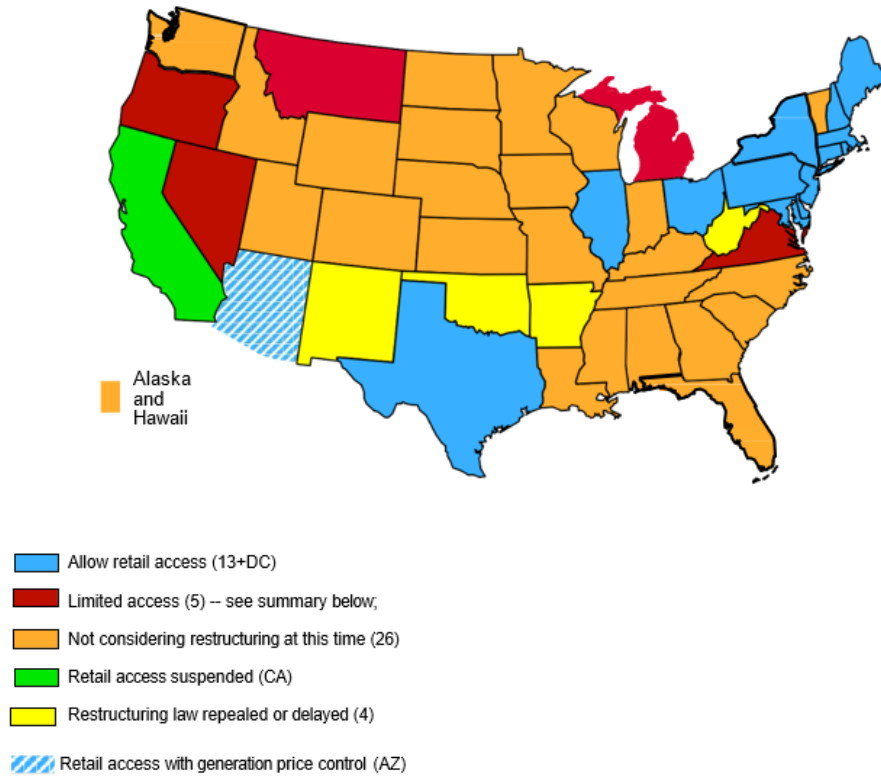 Alaska
and
Hawaii
Allow retail access (13+DC)
Limited access (5) -- see summary below;
Not considering restructuring at this time (26)
Retail access suspended (CA)
Restructuring law repealed or delayed (4)
Retail access with generation price control (AZ)